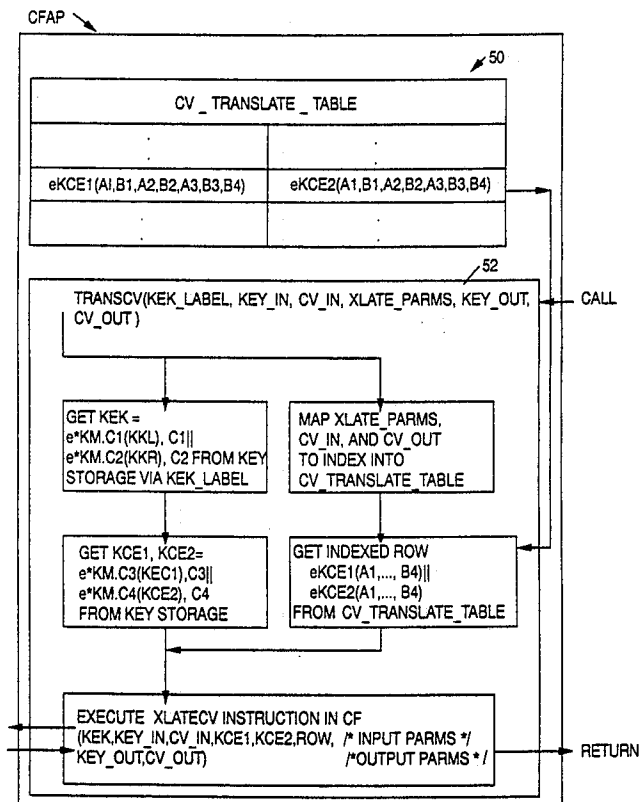 CFAP
50
CV _ TRANSLATE _ TABLE
eKCE1(AI,B1,A2,B2,A3,B3,B4)
eKCE2(A1,B1,A2,B2,A3,B3,B4)
52
TRANSCV(KEK_LABEL, KEY_IN, CV_IN, XLATE_PARMS, KEY_OUT,
CV_OUT )
CALL
GET KEK =
e*KM.C1(KKL), C1||
e*KM.C2(KKR), C2 FROM KEY
STORAGE VIA KEK_LABEL
MAP XLATE_PARMS,
CV_IN, AND CV_OUT
TO INDEX INTO
CV_TRANSLATE_TABLE
GET KCE1, KCE2=
e*KM.C3(KEC1),C3||
e*KM.C4(KCE2), C4
FROM KEY STORAGE
GET INDEXED ROW
eKCE1(A1,..., B4)||
eKCE2(A1,..., B4)
FROM CV_TRANSLATE_TABLE
EXECUTE XLATECV INSTRUCTION IN CF
(KEK,KEY_IN,CV_IN,KCE1,KCE2,ROW, /* INPUT PARMS */
KEY_OUT,CV_OUT) /*OUTPUT PARMS * /
RETURN